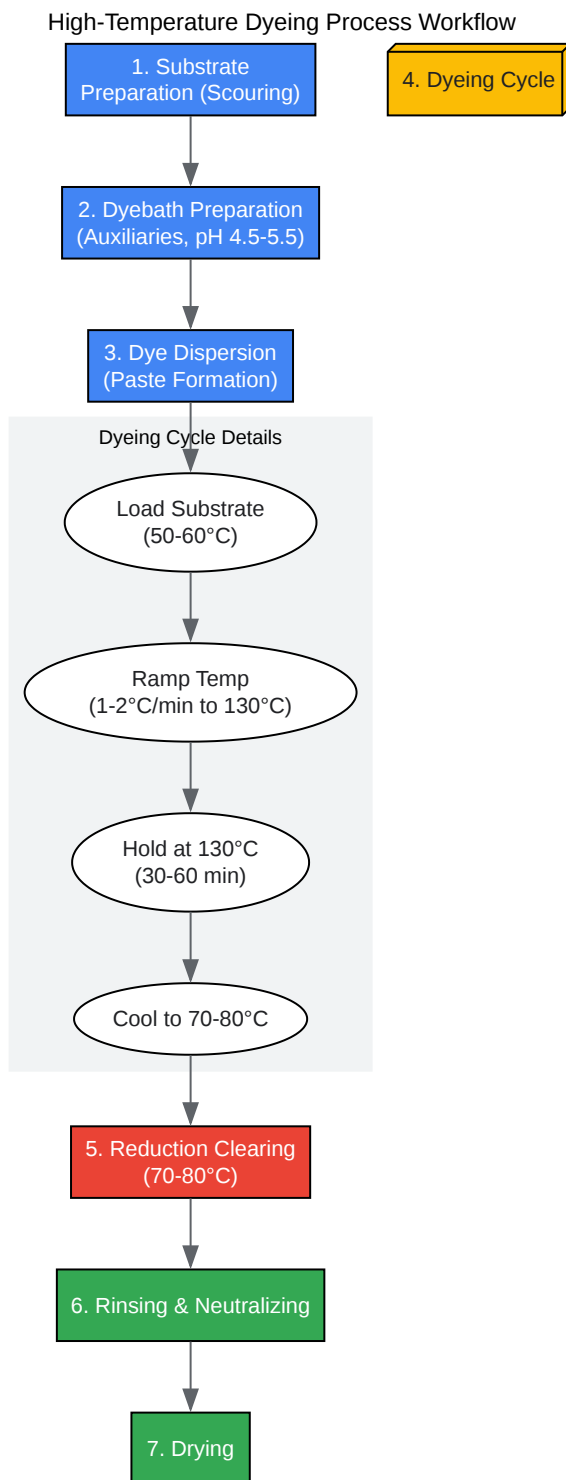 High-Temperature Dyeing Process Workflow
1. Substrate
Preparation (Scouring)
4. Dyeing Cycle
2. Dyebath Preparation
(Auxiliaries, pH 4.5-5.5)
3. Dye Dispersion
(Paste Formation)
Dyeing Cycle Details
Load Substrate
(50-60°C)
Ramp Temp
(1-2°C/min to 130°C)
Hold at 130°C
(30-60 min)
Cool to 70-80°C
5. Reduction Clearing
(70-80°C)
6. Rinsing & Neutralizing
7. Drying